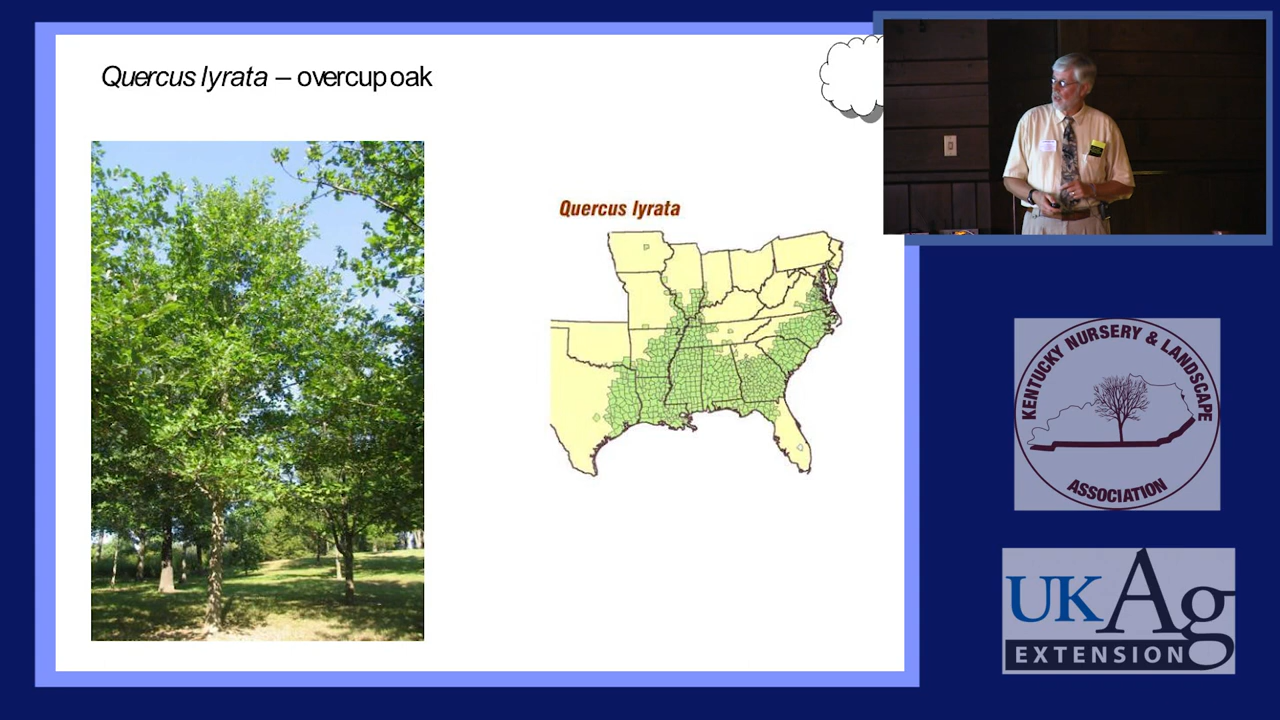 Quercus lyrata – overcup oak
Quercus lyrata
KENTUCKY NURSERY & LANDSCAPE
ASSOCIATION
UKAg
EXTENSION